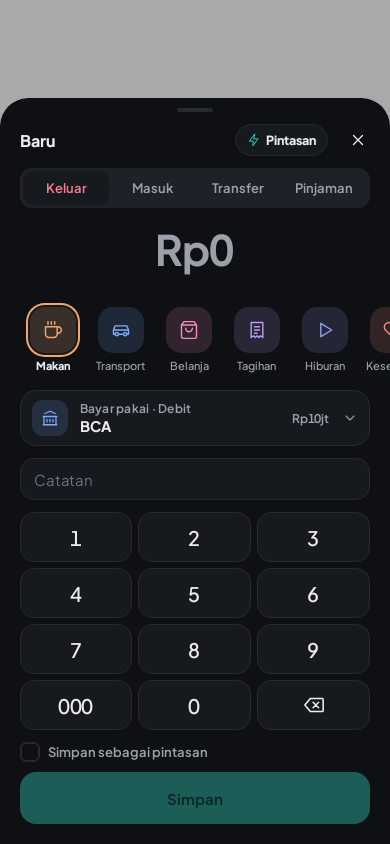 Baru
Pintasan
Keluar Masuk Transfer Pinjaman
Rp0
Makan Transport Belanja Tagihan Hiburan Kese
Bayar pakai · Debit
BCA
Rp10jt
Catatan
1 2 3
4 5 6
7 8 9
000 0
Simpan sebagai pintasan
Simpan